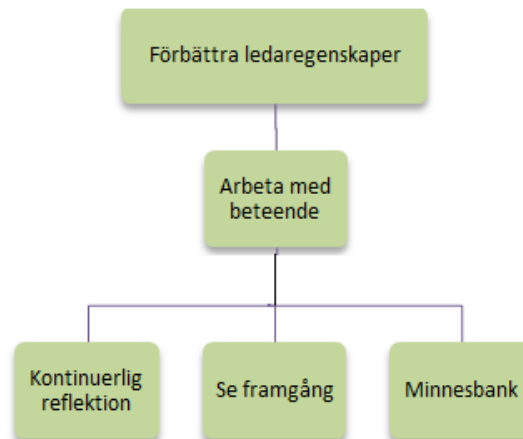 Förbättra ledaregenskaper
Arbeta med
beteende
Kontinuerlig
reflektion
Se framgång
Minnesbank